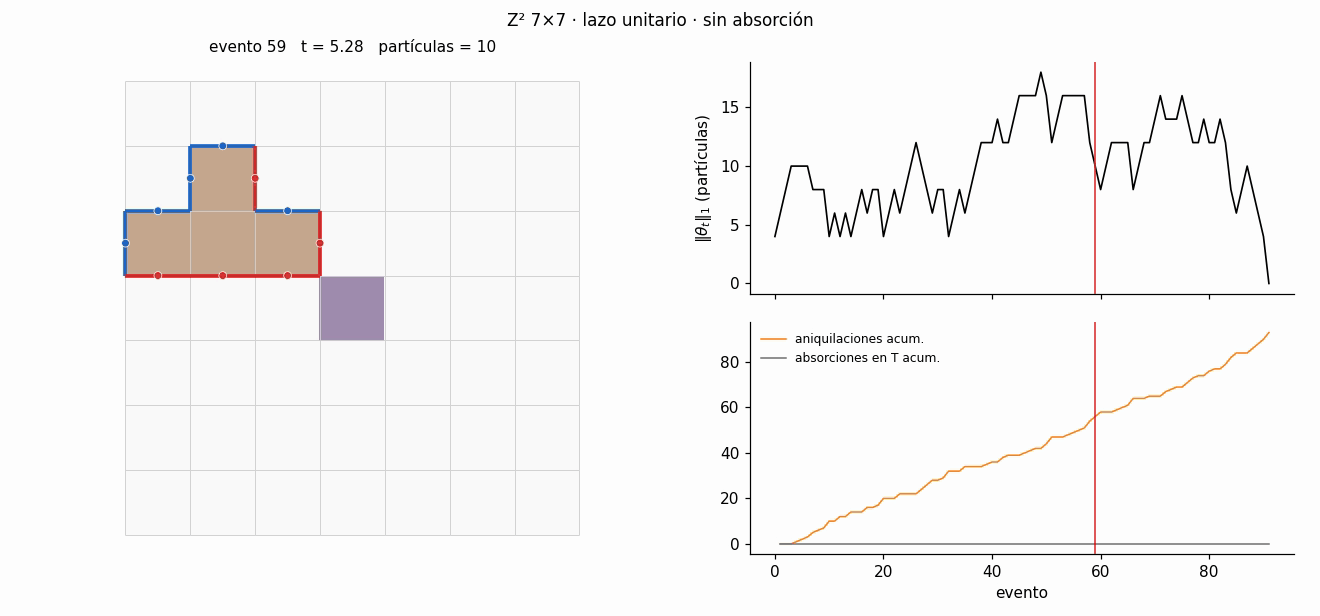 Z² 7×7 · lazo unitario · sin absorción
evento 59 t = 5.28 partículas = 10
‖θₜ‖₁ (partículas)
15
10
5
0
aniquilaciones acum.
absorciones en T acum.
80
60
40
20
0
0 20 40 60 80
evento